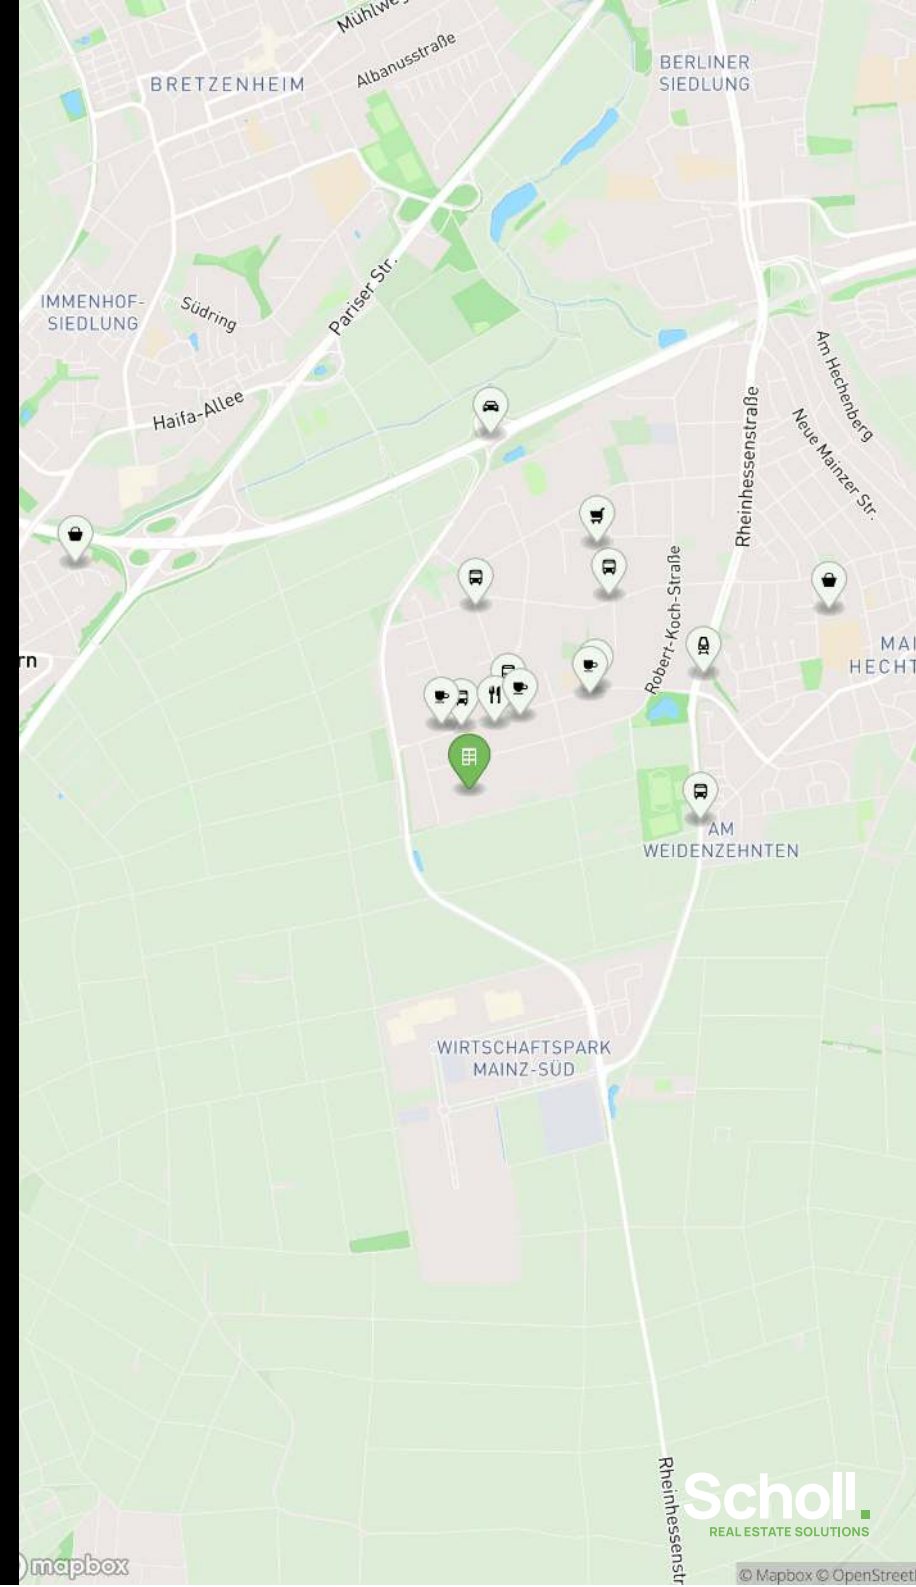 Mühlweg
Albanusstraße
BRETZENHEIM
BERLINER
SIEDLUNG
IMMENHOF-
SIEDLUNG
Südring
Pariser Str.
Haifa-Allee
Am Hechenberg
Neue Mainzer Str.
Rheinhessenstraße
Robert-Koch-Straße
rn
MAI
HECHT
AM
WEIDENZEHNTEN
WIRTSCHAFTSPARK
MAINZ-SÜD
Rheinhessenstr
Scholl.
REAL ESTATE SOLUTIONS
mapbox
© Mapbox © OpenStreet